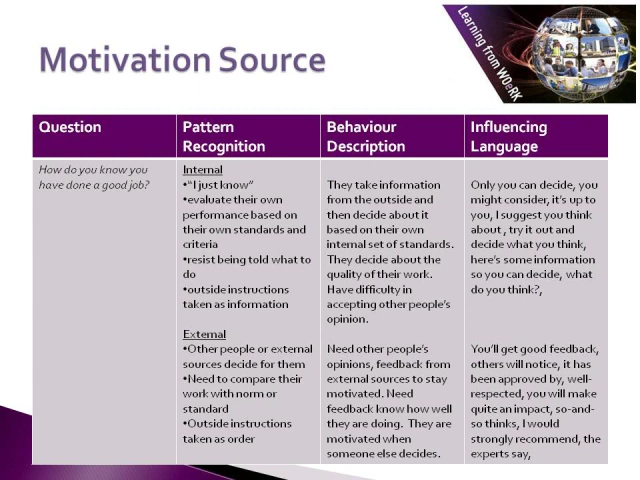 Motivation Source
Learning from WOeRK
Question
Pattern
Recognition
Behaviour
Description
Influencing
Language
How do you know you
have done a good job?
Internal
•"I just know"
•evaluate their own
performance based on
their own standards and
criteria
•resist being told what to
do
•outside instructions
taken as information
External
•Other people or external
sources decide for them
•Need to compare their
work with norm or
standard
•Outside instructions
taken as order
They take information
from the outside and
then decide about it
based on their own
internal set of standards.
They decide about the
quality of their work.
Have difficulty in
accepting other people's
opinion.
Need other people's
opinions, feedback from
external sources to stay
motivated. Need
feedback know how well
they are doing. They are
motivated when
someone else decides.
Only you can decide, you
might consider, it's up to
you, I suggest you think
about , try it out and
decide what you think,
here's some information
so you can decide, what
do you think?,
You'll get good feedback,
others will notice, it has
been approved by, well-
respected, you will make
quite an impact, so-and-
so thinks, I would
strongly recommend, the
experts say,